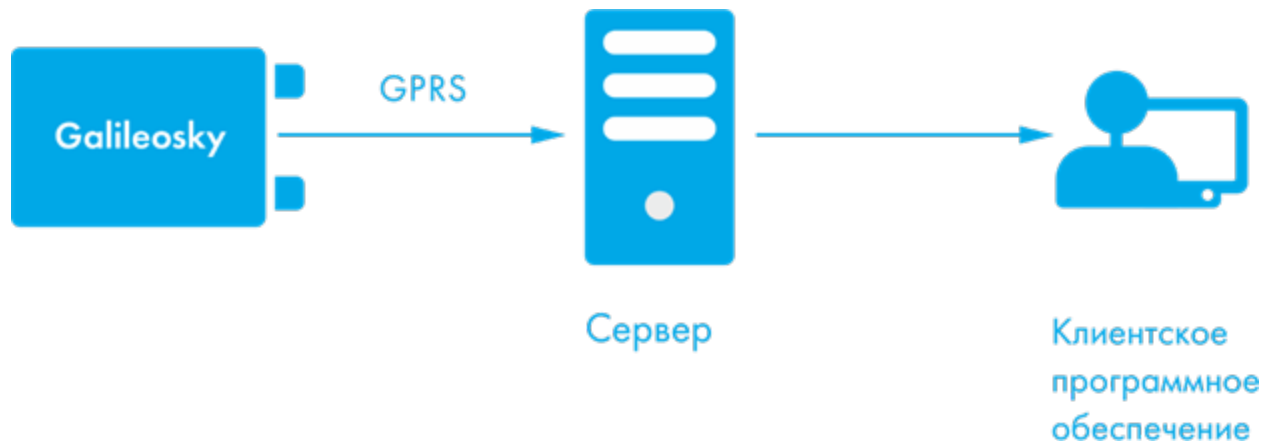 Galileosky
GPRS
Сервер
Клиентское
программное
обеспечение